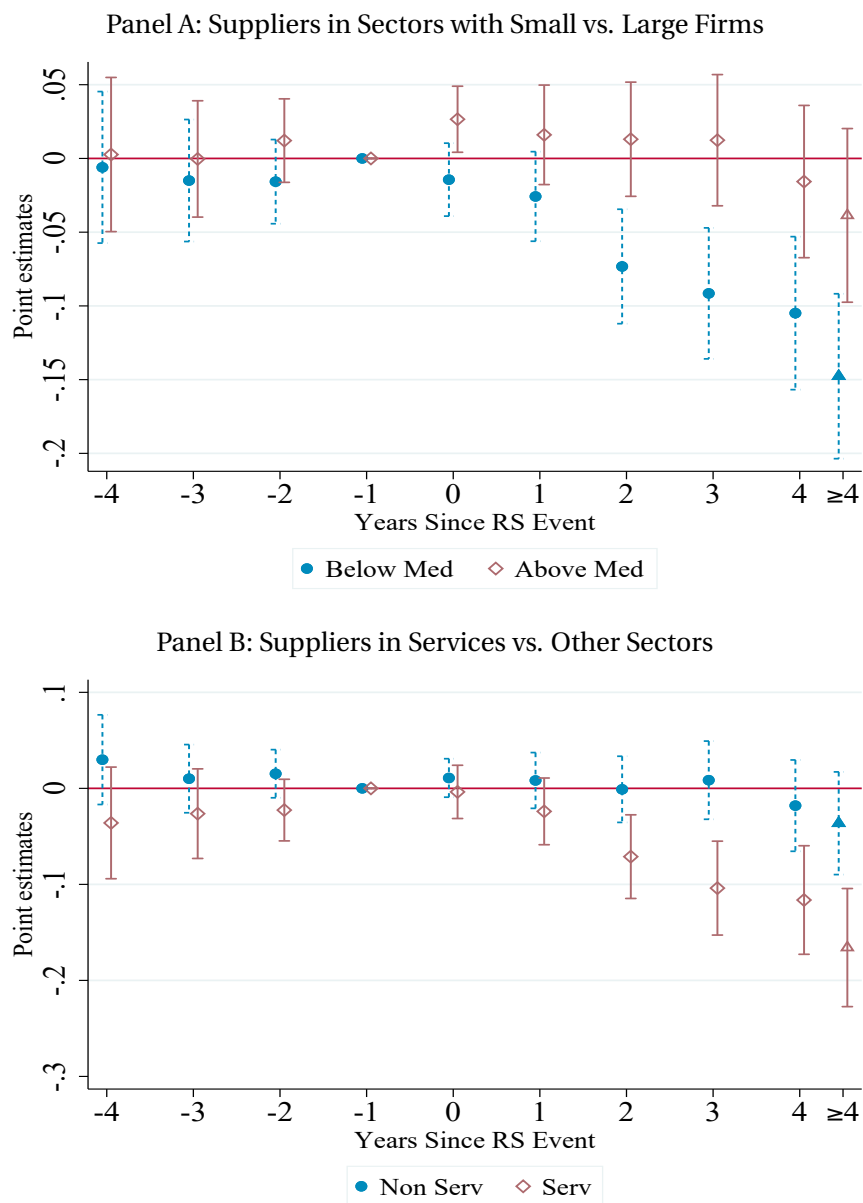 Panel A: Suppliers in Sectors with Small vs. Large Firms
Point estimates
.05
0
-.05
-.1
-.15
-.2
-4 -3 -2 -1 0 1 2 3 4 ≥4
Years Since RS Event
Below Med Above Med
Panel B: Suppliers in Services vs. Other Sectors
Point estimates
.1
0
-.1
-.2
-.3
-4 -3 -2 -1 0 1 2 3 4 ≥4
Years Since RS Event
Non Serv Serv